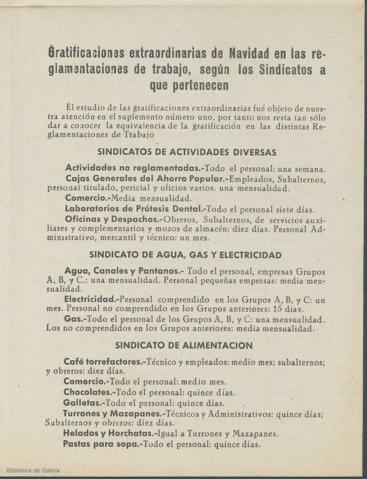 Gratificaciones extraordinarias de Navidad en las re-
glamentaciones de trabajo, según los Sindicatos a
que pertenecen
El estudio de las gratificaciones extraordinarias fué objeto de nues-
tra atención en el suplemento número uno, por tanto nos resta tan sólo
dar a conocer la equivalencia de la gratificación en las distintas Re-
glamentaciones de Trabajo
SINDICATOS DE ACTIVIDADES DIVERSAS
Actividades no reglamentadas.-Todo el personal: una semana.
Cajas Generales del Ahorro Popular.-Empleados, Subalternos,
personal titulado, pericial y oficios varios. una mensualidad.
Comercio.-Media mensualidad.
Laboratorios de Prótesis Dental.-Todo el personal siete días.
Oficinas y Despachos.-Obreros, Subalternos, de servicios auxi-
liares y complementarios y mozos de almacén: diez días. Personal Ad-
ministrativo, mercantil y técnico: un mes.
SINDICATO DE AGUA, GAS Y ELECTRICIDAD
Agua, Canales y Pantanos.- Todo el personal, empresas Grupos
A, B, y C.: una mensualidad. Personal pequeñas empresas: media men-
sualidad.
Electricidad.-Personal comprendido en los Grupos A, B, y C: un
mes. Personal no comprendido en los Grupos anteriores: 15 dias.
Gas.-Todo el personal de los Grupos A, B, y C: una mensualidad.
Los no comprendidos en los Grupos anteriores: media mensualidad.
SINDICATO DE ALIMENTACION
Café torrefactores.-Técnico y empleados: medio mes; subalternos;
y obreros: diez días.
Comercio.-Todo el personal: medio mes.
Chocolates.-Todo el personal: quince días.
Galletas.-Todo el personal: quince días.
Turrones y Mazapanes.-Técnicos y Administrativos: quince días;
Subalternos y obreros: diez días.
Helados y Horchatas.-Igual a Turrones y Mazapanes.
Pastas para sopa.-Todo el personal: quince días.
Biblioteca de Galicia